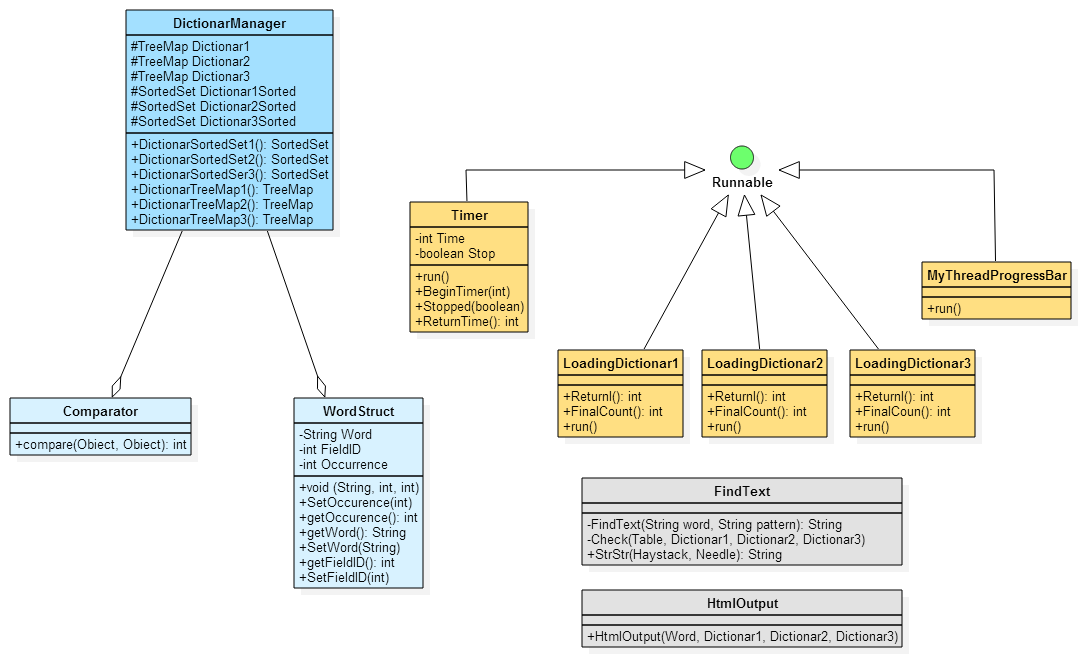 DictionarManager
#TreeMap Dictionar1
#TreeMap Dictionar2
#TreeMap Dictionar3
#SortedSet Dictionar1Sorted
#SortedSet Dictionar2Sorted
#SortedSet Dictionar3Sorted
+DictionarSortedSet1(): SortedSet
+DictionarSortedSet2(): SortedSet
+DictionarSortedSer3(): SortedSet
+DictionarTreeMap1(): TreeMap
+DictionarTreeMap2(): TreeMap
+DictionarTreeMap3(): TreeMap
Comparator
+compare(Obiect, Obiect): int
WordStruct
-String Word
-int FieldID
-int Occurrence
+void (String, int, int)
+SetOccurence(int)
+getOccurence(): int
+getWord(): String
+SetWord(String)
+getFieldID(): int
+SetFieldID(int)
Runnable
Timer
-int Time
-boolean Stop
+run()
+BeginTimer(int)
+Stopped(boolean)
+ReturnTime(): int
MyThreadProgressBar
+run()
LoadingDictionar1
+ReturnI(): int
+FinalCount(): int
+run()
LoadingDictionar2
+ReturnI(): int
+FinalCount(): int
+run()
LoadingDictionar3
+ReturnI(): int
+FinalCoun(): int
+run()
FindText
-FindText(String word, String pattern): String
-Check(Table, Dictionar1, Dictionar2, Dictionar3)
+StrStr(Haystack, Needle): String
HtmlOutput
+HtmlOutput(Word, Dictionar1, Dictionar2, Dictionar3)